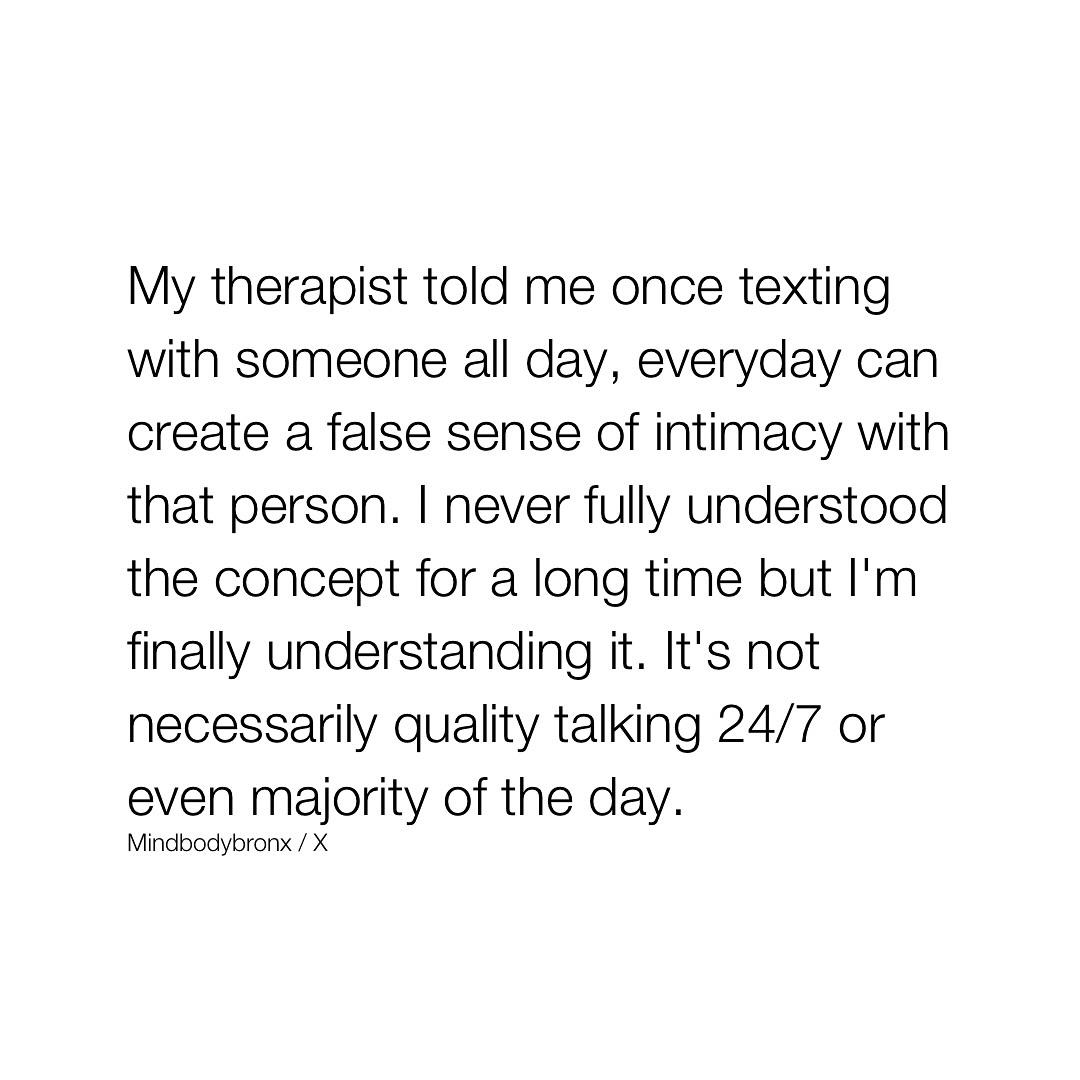 My therapist told me once texting
with someone all day, everyday can
create a false sense of intimacy with
that person. I never fully understood
the concept for a long time but I'm
finally understanding it. It's not
necessarily quality talking 24/7 or
even majority of the day.
Mindbodybronx / X